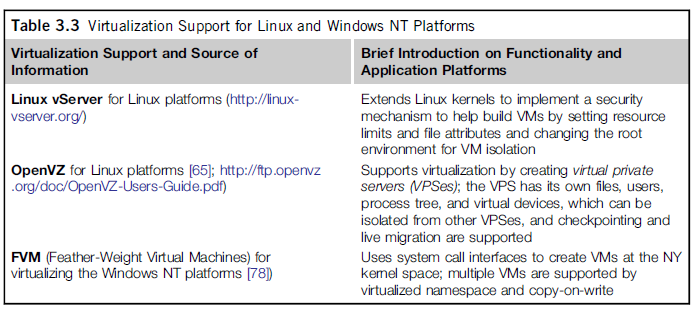 Table 3.3 Virtualization Support for Linux and Windows NT Platforms
Virtualization Support and Source of
Information
Brief Introduction on Functionality and
Application Platforms
Linux vServer for Linux platforms (http://linux-
vserver.org/)
Extends Linux kernels to implement a security
mechanism to help build VMs by setting resource
limits and file attributes and changing the root
environment for VM isolation
OpenVZ for Linux platforms [65]; http://ftp.openvz
.org/doc/OpenVZ-Users-Guide.pdf)
Supports virtualization by creating virtual private
servers (VPSes); the VPS has its own files, users,
process tree, and virtual devices, which can be
isolated from other VPSes, and checkpointing and
live migration are supported
FVM (Feather-Weight Virtual Machines) for
virtualizing the Windows NT platforms [78])
Uses system call interfaces to create VMs at the NY
kernel space; multiple VMs are supported by
virtualized namespace and copy-on-write